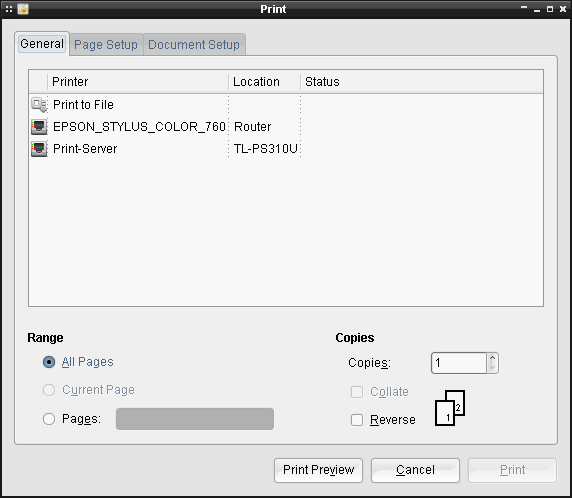 Print
General Page Setup Document Setup
Printer Location Status
Print to File
EPSON_STYLUS_COLOR_760 Router
Print-Server TL-PS310U
Range Copies
All Pages Copies: 1
Current Page Collate
Pages: Reverse
1 2
Print Preview Cancel Print